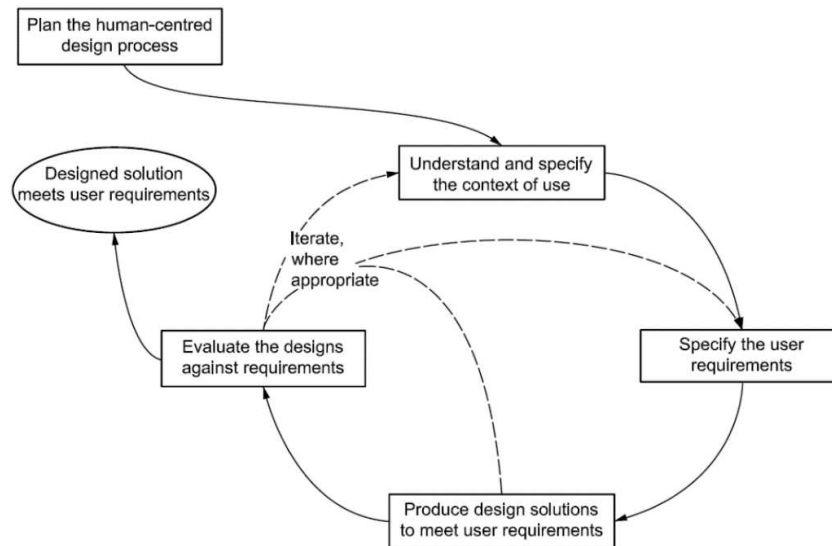 Plan the human-centred
design process
Understand and specify
the context of use
Designed solution
meets user requirements
Iterate,
where
appropriate
Evaluate the designs
against requirements
Specify the user
requirements
Produce design solutions
to meet user requirements